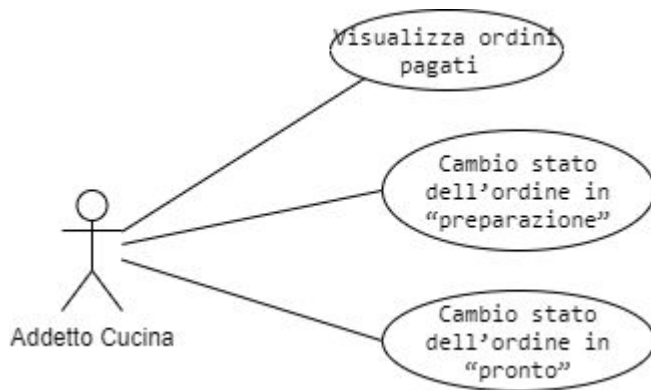 Visualizza ordini
pagati
Cambio stato
dell’ordine in
“preparazione”
Addetto Cucina
Cambio stato
dell’ordine in
“pronto”